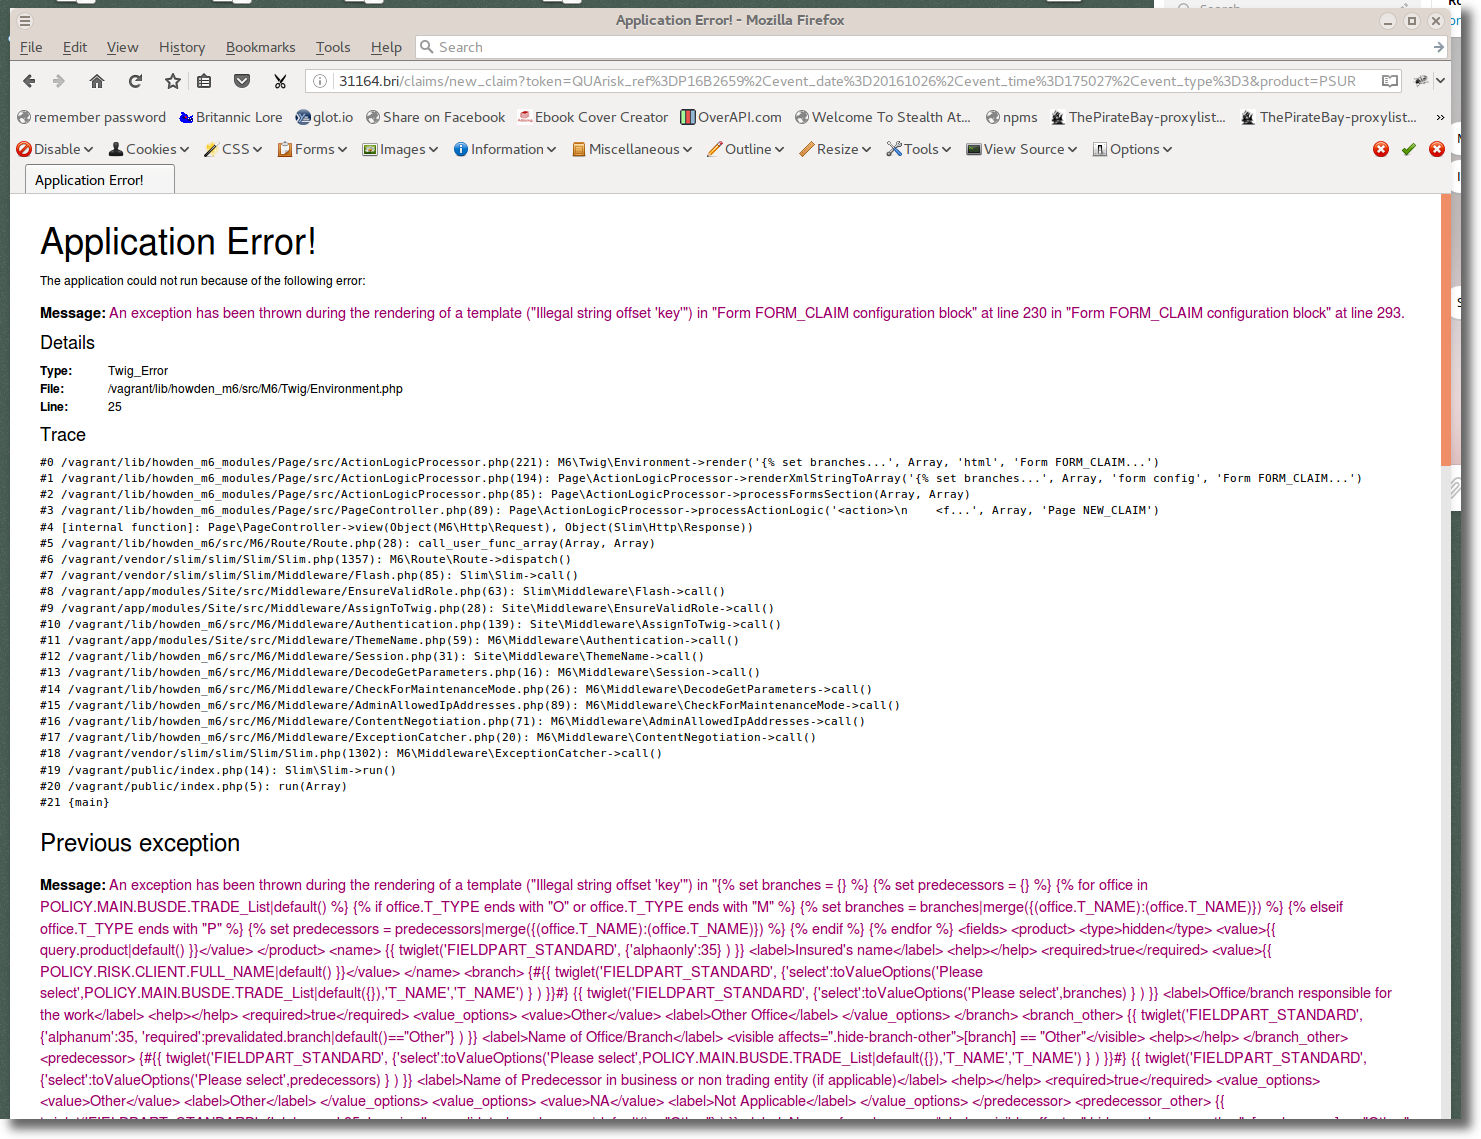 Search
Application Error! - Mozilla Firefox
File Edit View History Bookmarks Tools Help Search
31164.bri/claims/new_claim?token=QUArisk_ref%3DP16B2659%2Cevent_date%3D20161026%2Cevent_time%3D175027%2Cevent_type%3D3&product=PSUR
remember password Britannic Lore glot.io Share on Facebook Ebook Cover Creator OverAPI.com Welcome To Stealth At... npms ThePirateBay-proxylist... ThePirateBay-proxylist... »
Disable Cookies CSS Forms Images Information Miscellaneous Outline Resize Tools View Source Options
Application Error!
Application Error!
The application could not run because of the following error:
Message: An exception has been thrown during the rendering of a template ("Illegal string offset 'key'") in "Form FORM_CLAIM configuration block" at line 230 in "Form FORM_CLAIM configuration block" at line 293.
Details
Type: Twig_Error
File: /vagrant/lib/howden_m6/src/M6/Twig/Environment.php
Line: 25
Trace
#0 /vagrant/lib/howden_m6_modules/Page/src/ActionLogicProcessor.php(221): M6\Twig\Environment->render('{% set branches...', Array, 'html', 'Form FORM_CLAIM...')
#1 /vagrant/lib/howden_m6_modules/Page/src/ActionLogicProcessor.php(194): Page\ActionLogicProcessor->renderXmlStringToArray('{% set branches...', Array, 'form config', 'Form FORM_CLAIM...')
#2 /vagrant/lib/howden_m6_modules/Page/src/ActionLogicProcessor.php(85): Page\ActionLogicProcessor->processFormsSection(Array, Array)
#3 /vagrant/lib/howden_m6_modules/Page/src/PageController.php(89): Page\ActionLogicProcessor->processActionLogic('<action>\n    <f...', Array, 'Page NEW_CLAIM')
#4 [internal function]: Page\PageController->view(Object(M6\Http\Request), Object(Slim\Http\Response))
#5 /vagrant/lib/howden_m6/src/M6/Route/Route.php(28): call_user_func_array(Array, Array)
#6 /vagrant/vendor/slim/slim/Slim/Slim.php(1357): M6\Route\Route->dispatch()
#7 /vagrant/vendor/slim/slim/Slim/Middleware/Flash.php(85): Slim\Slim->call()
#8 /vagrant/app/modules/Site/src/Middleware/EnsureValidRole.php(63): Slim\Middleware\Flash->call()
#9 /vagrant/app/modules/Site/src/Middleware/AssignToTwig.php(28): Site\Middleware\EnsureValidRole->call()
#10 /vagrant/lib/howden_m6/src/M6/Middleware/Authentication.php(139): Site\Middleware\AssignToTwig->call()
#11 /vagrant/app/modules/Site/src/Middleware/ThemeName.php(59): M6\Middleware\Authentication->call()
#12 /vagrant/lib/howden_m6/src/M6/Middleware/Session.php(31): Site\Middleware\ThemeName->call()
#13 /vagrant/lib/howden_m6/src/M6/Middleware/DecodeGetParameters.php(16): M6\Middleware\Session->call()
#14 /vagrant/lib/howden_m6/src/M6/Middleware/CheckForMaintenanceMode.php(26): M6\Middleware\DecodeGetParameters->call()
#15 /vagrant/lib/howden_m6/src/M6/Middleware/AdminAllowedIpAddresses.php(89): M6\Middleware\CheckForMaintenanceMode->call()
#16 /vagrant/lib/howden_m6/src/M6/Middleware/ContentNegotiation.php(71): M6\Middleware\AdminAllowedIpAddresses->call()
#17 /vagrant/lib/howden_m6/src/M6/Middleware/ExceptionCatcher.php(20): M6\Middleware\ContentNegotiation->call()
#18 /vagrant/vendor/slim/slim/Slim/Slim.php(1302): M6\Middleware\ExceptionCatcher->call()
#19 /vagrant/public/index.php(14): Slim\Slim->run()
#20 /vagrant/public/index.php(5): run(Array)
#21 {main}
Previous exception
Message: An exception has been thrown during the rendering of a template ("Illegal string offset 'key'") in "{% set branches = {} %} {% set predecessors = {} %} {% for office in
POLICY.MAIN.BUSDE.TRADE_List|default() %} {% if office.T_TYPE ends with "O" or office.T_TYPE ends with "M" %} {% set branches = branches|merge({(office.T_NAME):(office.T_NAME)}) %} {% elseif
office.T_TYPE ends with "P" %} {% set predecessors = predecessors|merge({(office.T_NAME):(office.T_NAME)}) %} {% endif %} {% endfor %} <fields> <product> <type>hidden</type> <value>{{
query.product|default() }}</value> </product> <name> {{ twiglet('FIELDPART_STANDARD', {'alphaonly':35} ) }} <label>Insured's name</label> <help></help> <required>true</required> <value>{{
POLICY.RISK.CLIENT.FULL_NAME|default() }}</value> </name> <branch> {#{{ twiglet('FIELDPART_STANDARD', {'select':toValueOptions('Please
select',POLICY.MAIN.BUSDE.TRADE_List|default({}),'T_NAME','T_NAME') } ) }}#} {{ twiglet('FIELDPART_STANDARD', {'select':toValueOptions('Please select',branches) } ) }} <label>Office/branch responsible for
the work</label> <help></help> <required>true</required> <value_options> <value>Other</value> <label>Other Office</label> </value_options> </branch> <branch_other> {{ twiglet('FIELDPART_STANDARD',
{'alphanum':35, 'required':prevalidated.branch|default()=="Other"} ) }} <label>Name of Office/Branch</label> <visible affects=".hide-branch-other">[branch] == "Other"</visible> <help></help> </branch_other>
<predecessor> {#{{ twiglet('FIELDPART_STANDARD', {'select':toValueOptions('Please select',POLICY.MAIN.BUSDE.TRADE_List|default({}),'T_NAME','T_NAME') } ) }}#} {{ twiglet('FIELDPART_STANDARD',
{'select':toValueOptions('Please select',predecessors) } ) }} <label>Name of Predecessor in business or non trading entity (if applicable)</label> <help></help> <required>true</required> <value_options>
<value>Other</value> <label>Other</label> </value_options> <value_options> <value>NA</value> <label>Not Applicable</label> </value_options> </predecessor> <predecessor_other> {{